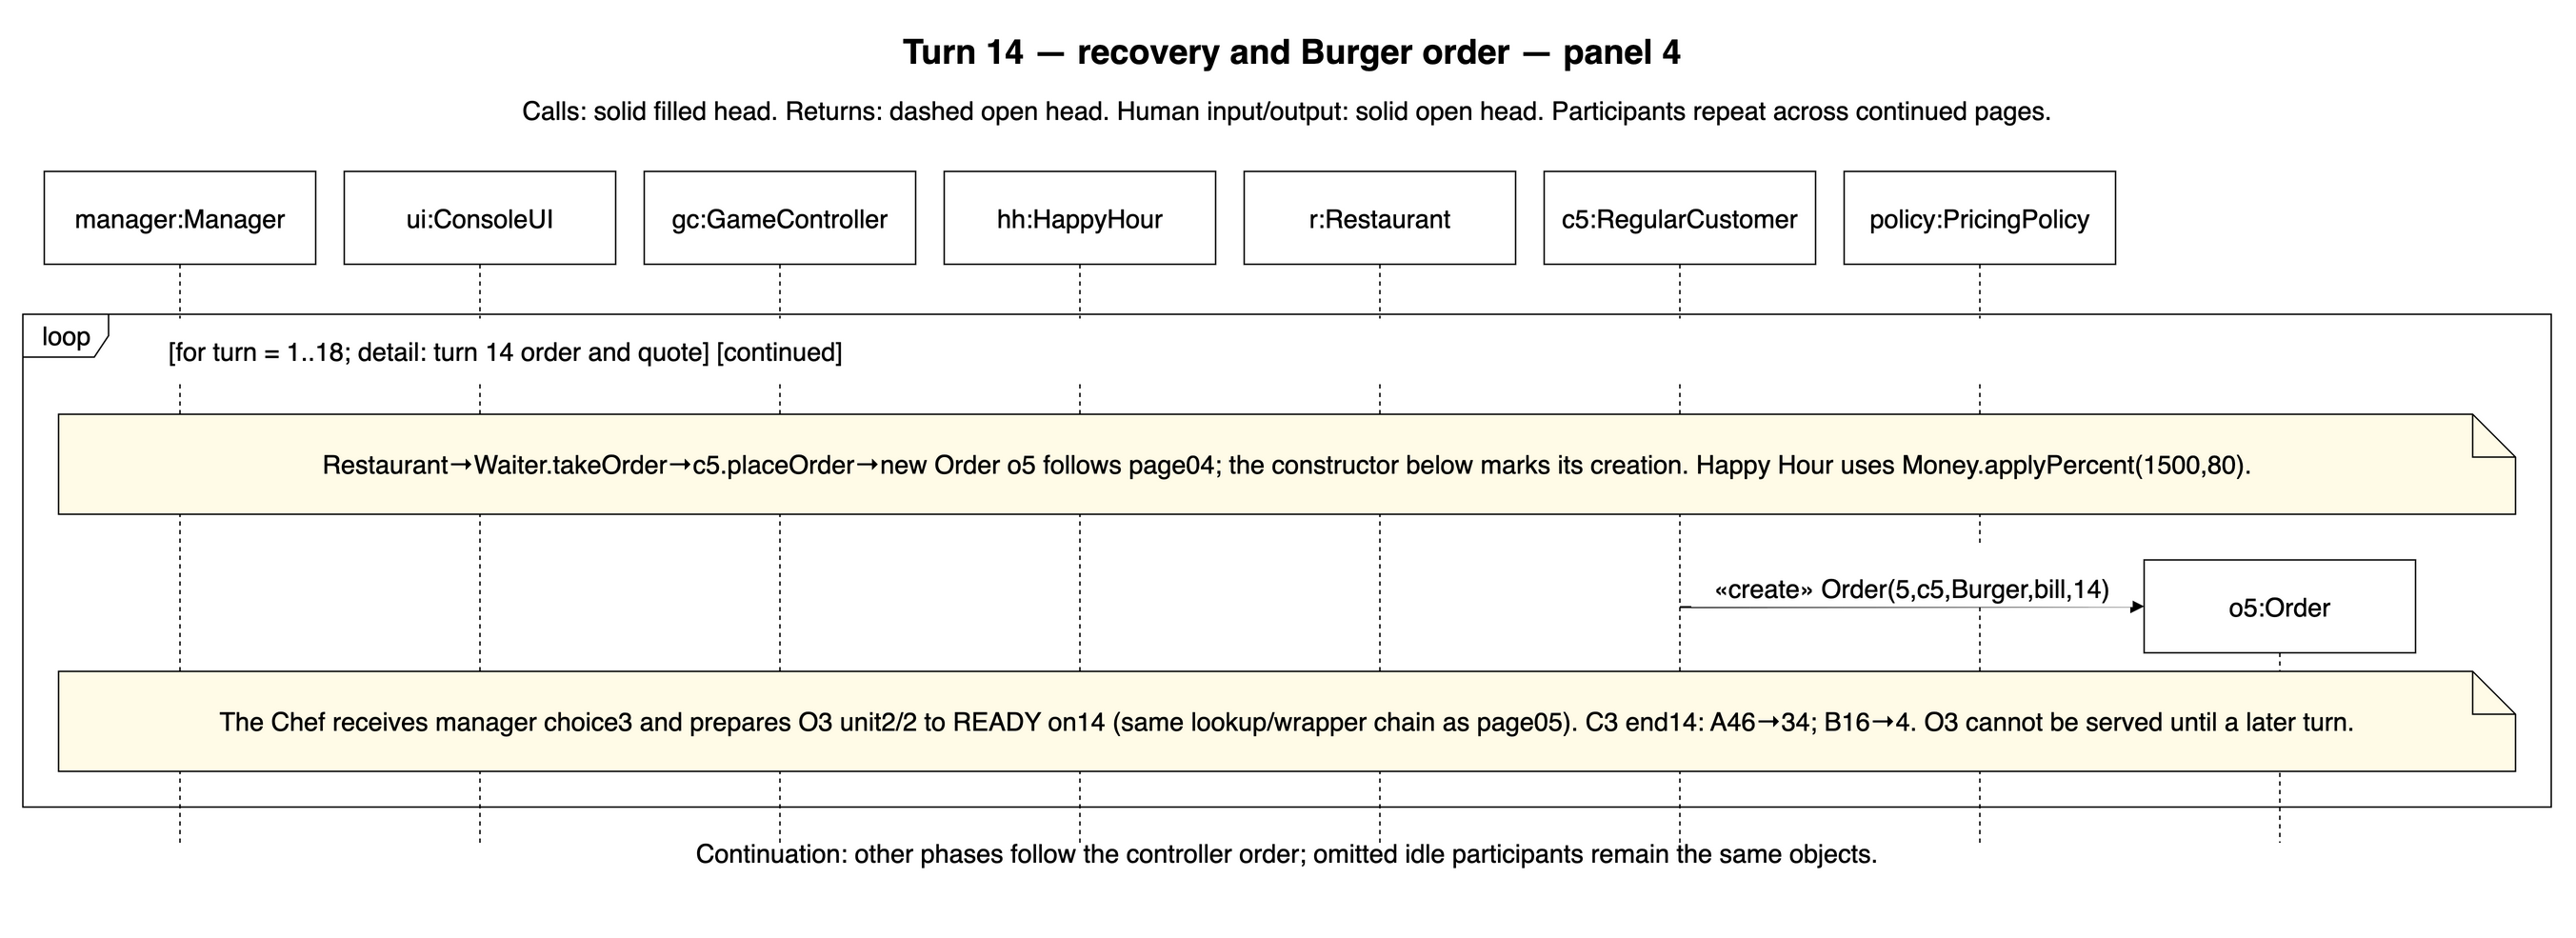 Turn 14 — recovery and Burger order — panel 4
Calls: solid filled head. Returns: dashed open head. Human input/output: solid open head. Participants repeat across continued pages.
manager:Manager
ui:ConsoleUI
gc:GameController
hh:HappyHour
r:Restaurant
c5:RegularCustomer
policy:PricingPolicy
loop
[for turn = 1..18; detail: turn 14 order and quote] [continued]
Restaurant→Waiter.takeOrder→c5.placeOrder→new Order o5 follows page04; the constructor below marks its creation. Happy Hour uses Money.applyPercent(1500,80).
«create» Order(5,c5,Burger,bill,14)
o5:Order
The Chef receives manager choice3 and prepares O3 unit2/2 to READY on14 (same lookup/wrapper chain as page05). C3 end14: A46→34; B16→4. O3 cannot be served until a later turn.
Continuation: other phases follow the controller order; omitted idle participants remain the same objects.